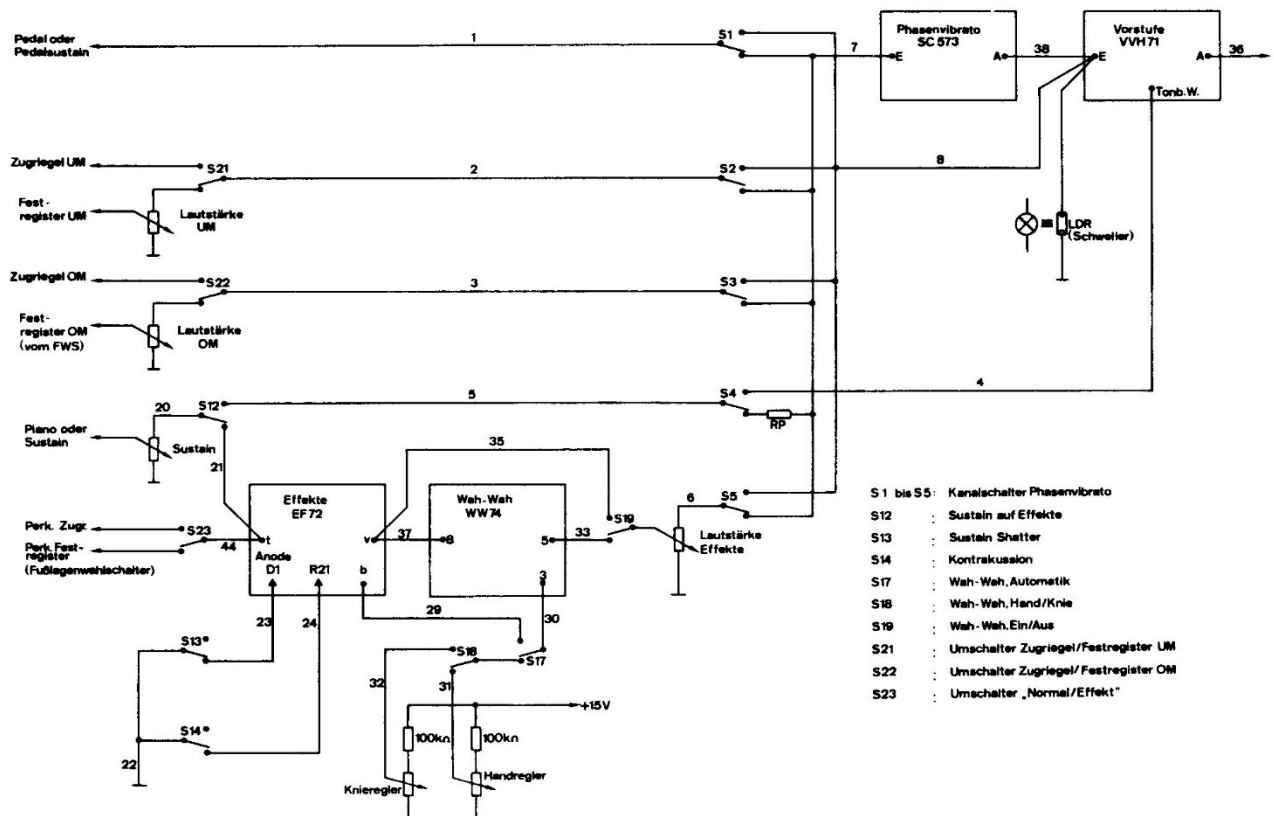 Pedal oder
Pedalsustain
1
S1
7
Phasenvibrato
SC 573
E
A
38
Vorstufe
VVH 71
E
A
36
Tonb.W.
Zugriegel UM
S21
2
S2
8
Fest-
register UM
Lautstärke
UM
LDR
(Schweller)
Zugriegel OM
S22
3
S3
Fest-
register OM
(vom FWS)
Lautstärke
OM
4
20
S12
5
S4
RP
Piano oder
Sustain
Sustain
21
35
Effekte
EF 72
Wah-Wah
WW74
6
S5
Perk. Zugr.
S23
Perk. Fest-
register
(Fußlagenwahlschalter)
44
t
Anode
D1
R21
b
v
37
8
5
33
S19
Lautstärke
Effekte
3
23
24
29
30
S13
S18
S17
32
31
+15V
S14
22
100kΩ
100kΩ
Knieregler
Handregler
S 1 bis S 5 : Kanalschalter Phasenvibrato
S12 : Sustain auf Effekte
S13 : Sustain Shatter
S14 : Kontrakussion
S17 : Wah-Wah, Automatik
S18 : Wah-Wah, Hand/Knie
S19 : Wah-Wah, Ein/Aus
S21 : Umschalter Zugriegel/Festregister UM
S22 : Umschalter Zugriegel/Festregister OM
S23 : Umschalter „Normal/Effekt"